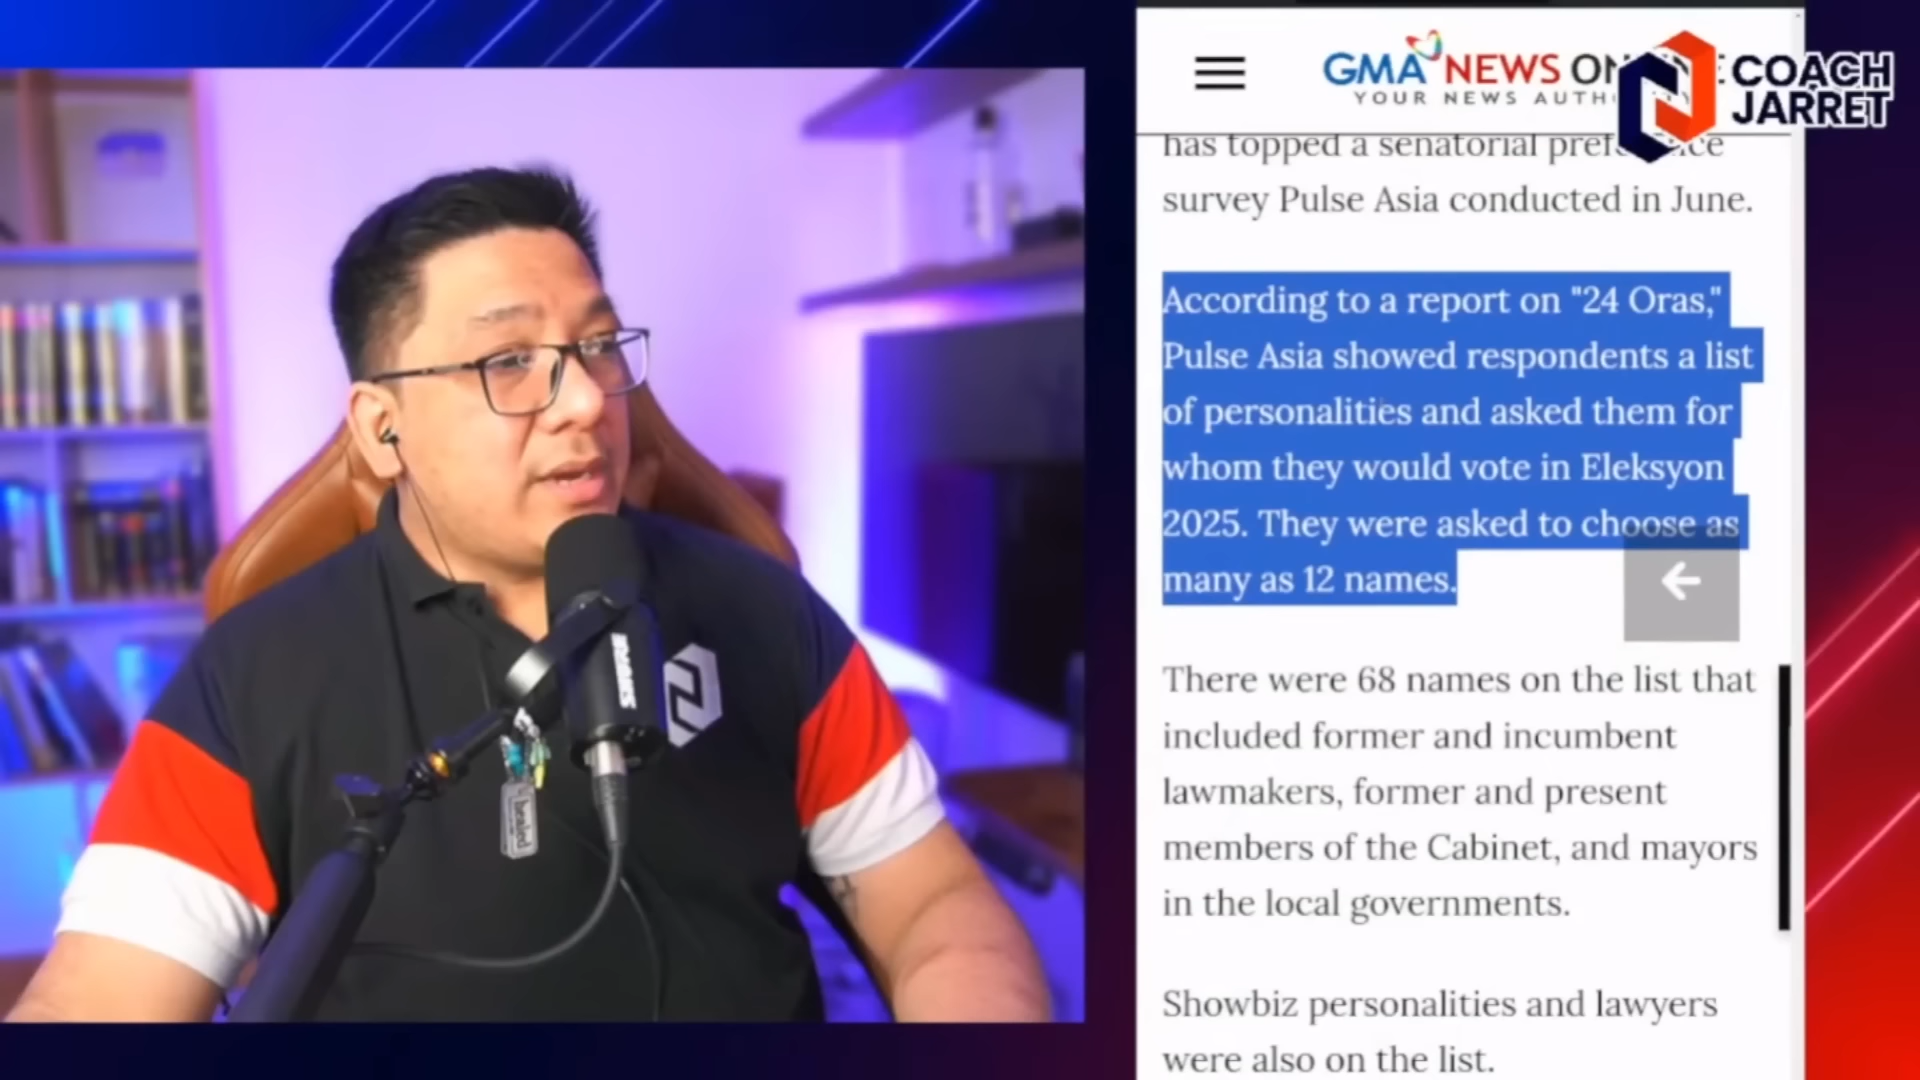 GMA NEWS
YOUR NEWS
COACH
JARRET
has topped a senatorial
survey Pulse Asia conducted in June.
According to a report on "24 Oras,"
Pulse Asia showed respondents a list
of personalities and asked them for
whom they would vote in Eleksyon
2025. They were asked to choose as
many as 12 names.
There were 68 names on the list that
included former and incumbent
lawmakers, former and present
members of the Cabinet, and mayors
in the local governments.
Showbiz personalities and lawyers
were also on the list.